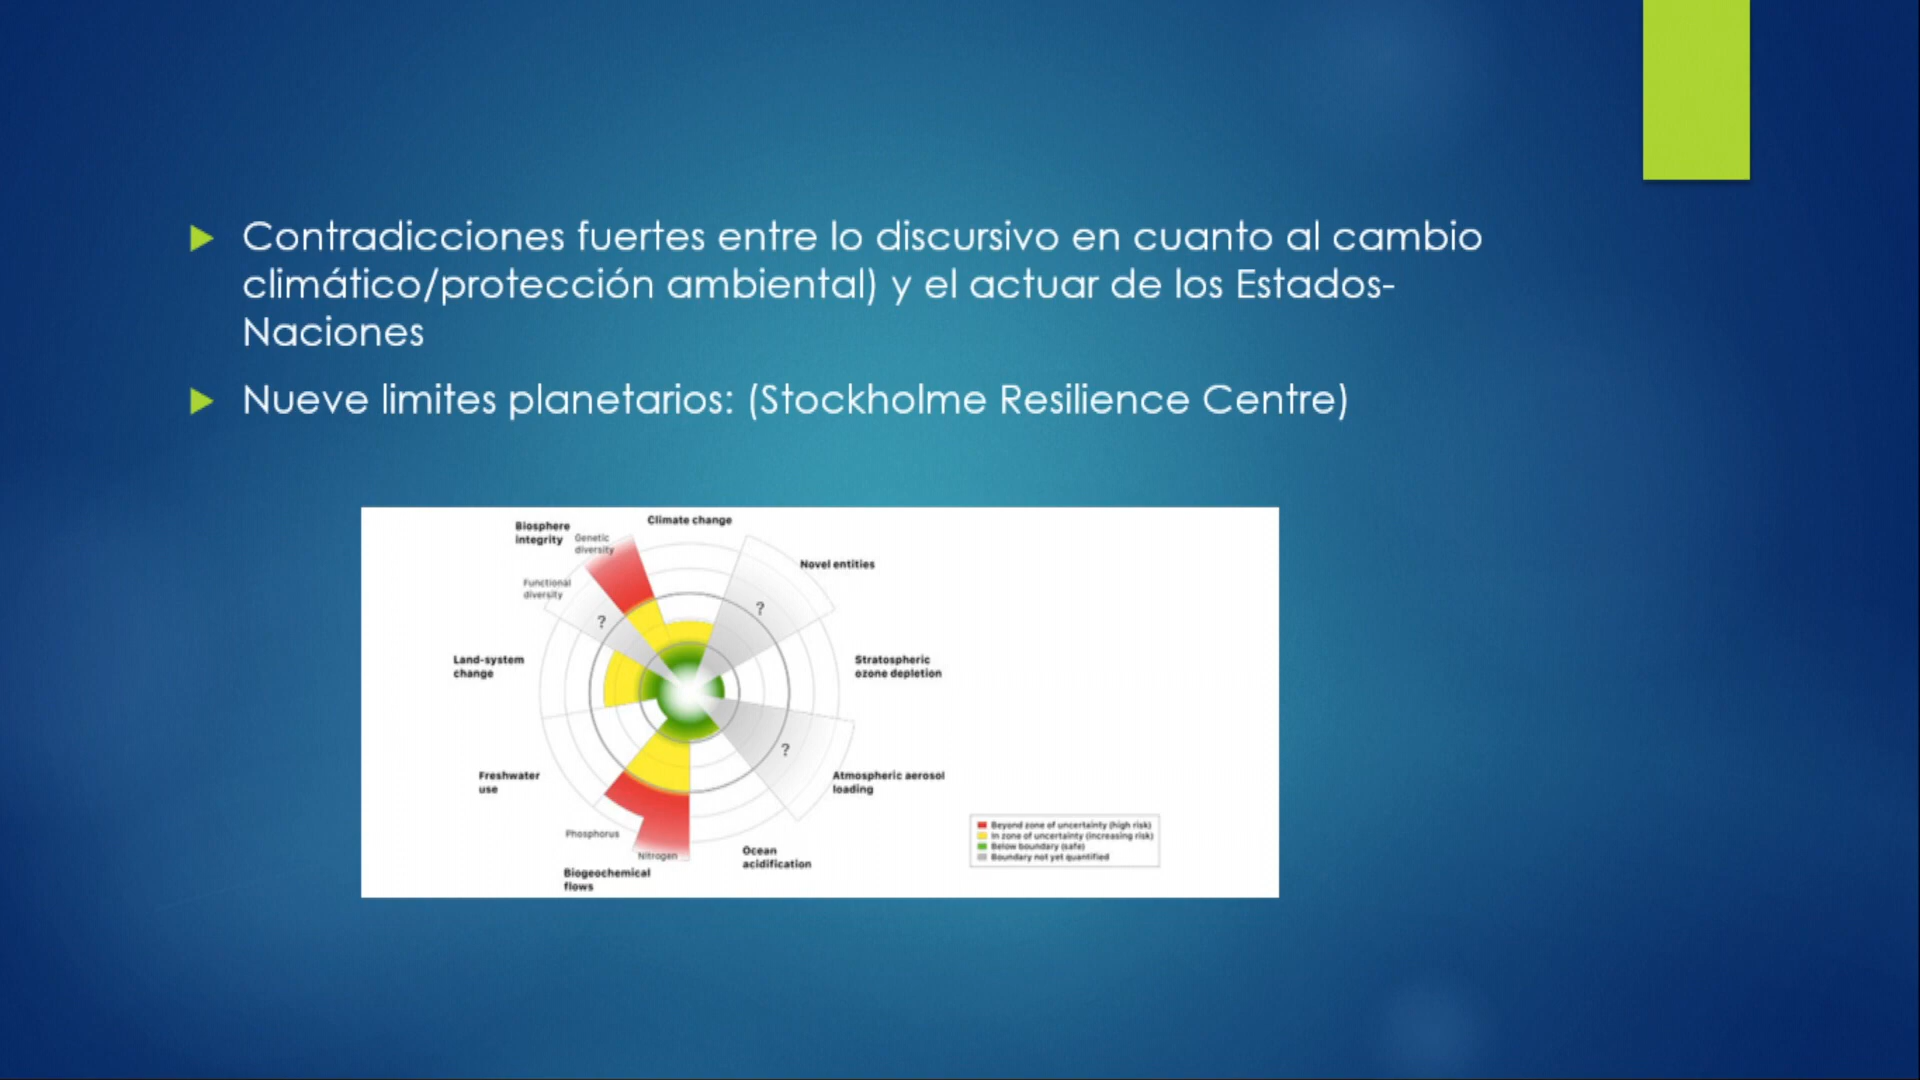 Contradicciones fuertes entre lo discursivo en cuanto al cambio
climático/protección ambiental) y el actuar de los Estados-
Naciones
Nueve limites planetarios: (Stockholme Resilience Centre)
Climate change
Biosphere
integrity
Genetic
diversity
Functional
diversity
?
Novel entities
?
Land-system
change
Stratospheric
ozone depletion
Freshwater
use
?
Atmospheric aerosol
loading
Phosphorus
Nitrogen
Biogeochemical
flows
Ocean
acidification
Beyond zone of uncertainty (high risk)
In zone of uncertainty (increasing risk)
Below boundary (safe)
Boundary not yet quantified